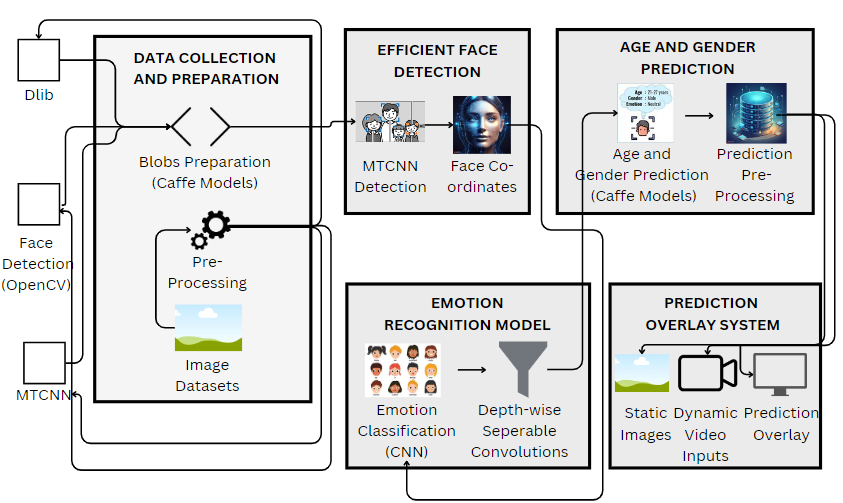 DATA COLLECTION
AND PREPARATION
Dlib
Blobs Preparation
(Caffe Models)
Face
Detection
(OpenCV)
Pre-
Processing
MTCNN
Image
Datasets
EFFICIENT FACE
DETECTION
MTCNN
Detection
Face Co-
ordinates
AGE AND GENDER
PREDICTION
Age : 21-27 years
Gender : Male
Emotion : Neutral
Age and
Gender Prediction
(Caffe Models)
Prediction
Pre-
Processing
EMOTION
RECOGNITION MODEL
Emotion
Classification
(CNN)
Depth-wise
Seperable
Convolutions
PREDICTION
OVERLAY SYSTEM
Static
Images
Dynamic
Video
Inputs
Prediction
Overlay